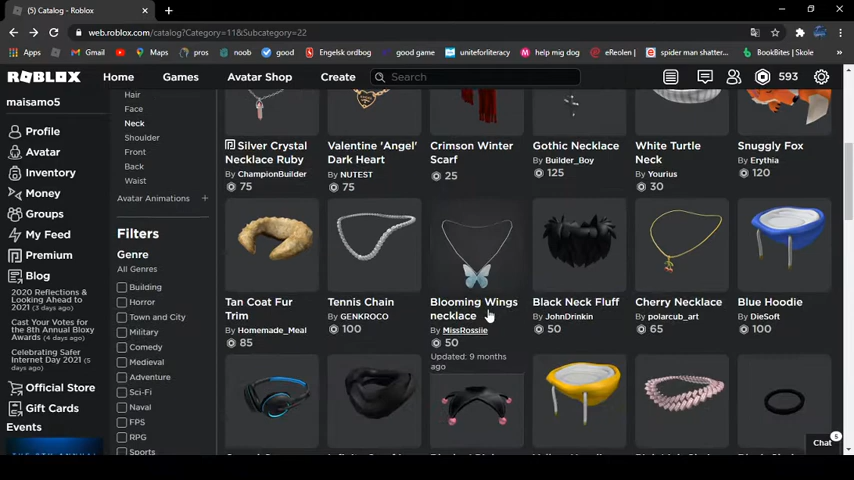 (5) Catalog - Roblox
web.roblox.com/catalog?Category=11&Subcategory=22
Apps Gmail YouTube Maps pros noob good Engelsk ordbog good game uniteforliteracy help mig dog eReolen spider man shatter... BookBites | Skole
ROBLOX Home Games Avatar Shop Create Search 593
maisamo5
Profile
Avatar
Inventory
Money
Groups
My Feed
Premium
Blog
2020 Reflections &
Looking Ahead to
2021 (3 days ago)
Cast Your Votes for
the 8th Annual Bloxy
Awards (4 days ago)
Celebrating Safer
Internet Day 2021 (5
days ago)
Official Store
Gift Cards
Events
Hair
Face
Neck
Shoulder
Front
Back
Waist
Avatar Animations +
Filters
Genre
All Genres
Building
Horror
Town and City
Military
Comedy
Medieval
Adventure
Sci-Fi
Naval
FPS
RPG
Sports
Silver Crystal
Necklace Ruby
By ChampionBuilder
75
Valentine 'Angel'
Dark Heart
By NUTEST
75
Crimson Winter
Scarf
25
Gothic Necklace
By Builder_Boy
125
White Turtle
Neck
By Yourius
30
Snuggly Fox
By Erythia
120
Tan Coat Fur
Trim
By Homemade_Meal
85
Tennis Chain
By GENKROCO
100
Blooming Wings
necklace
By MissRossiie
50
Updated: 9 months
ago
Black Neck Fluff
By JohnDrinkin
50
Cherry Necklace
By polarcub_art
65
Blue Hoodie
By DieSoft
100
Chat 5